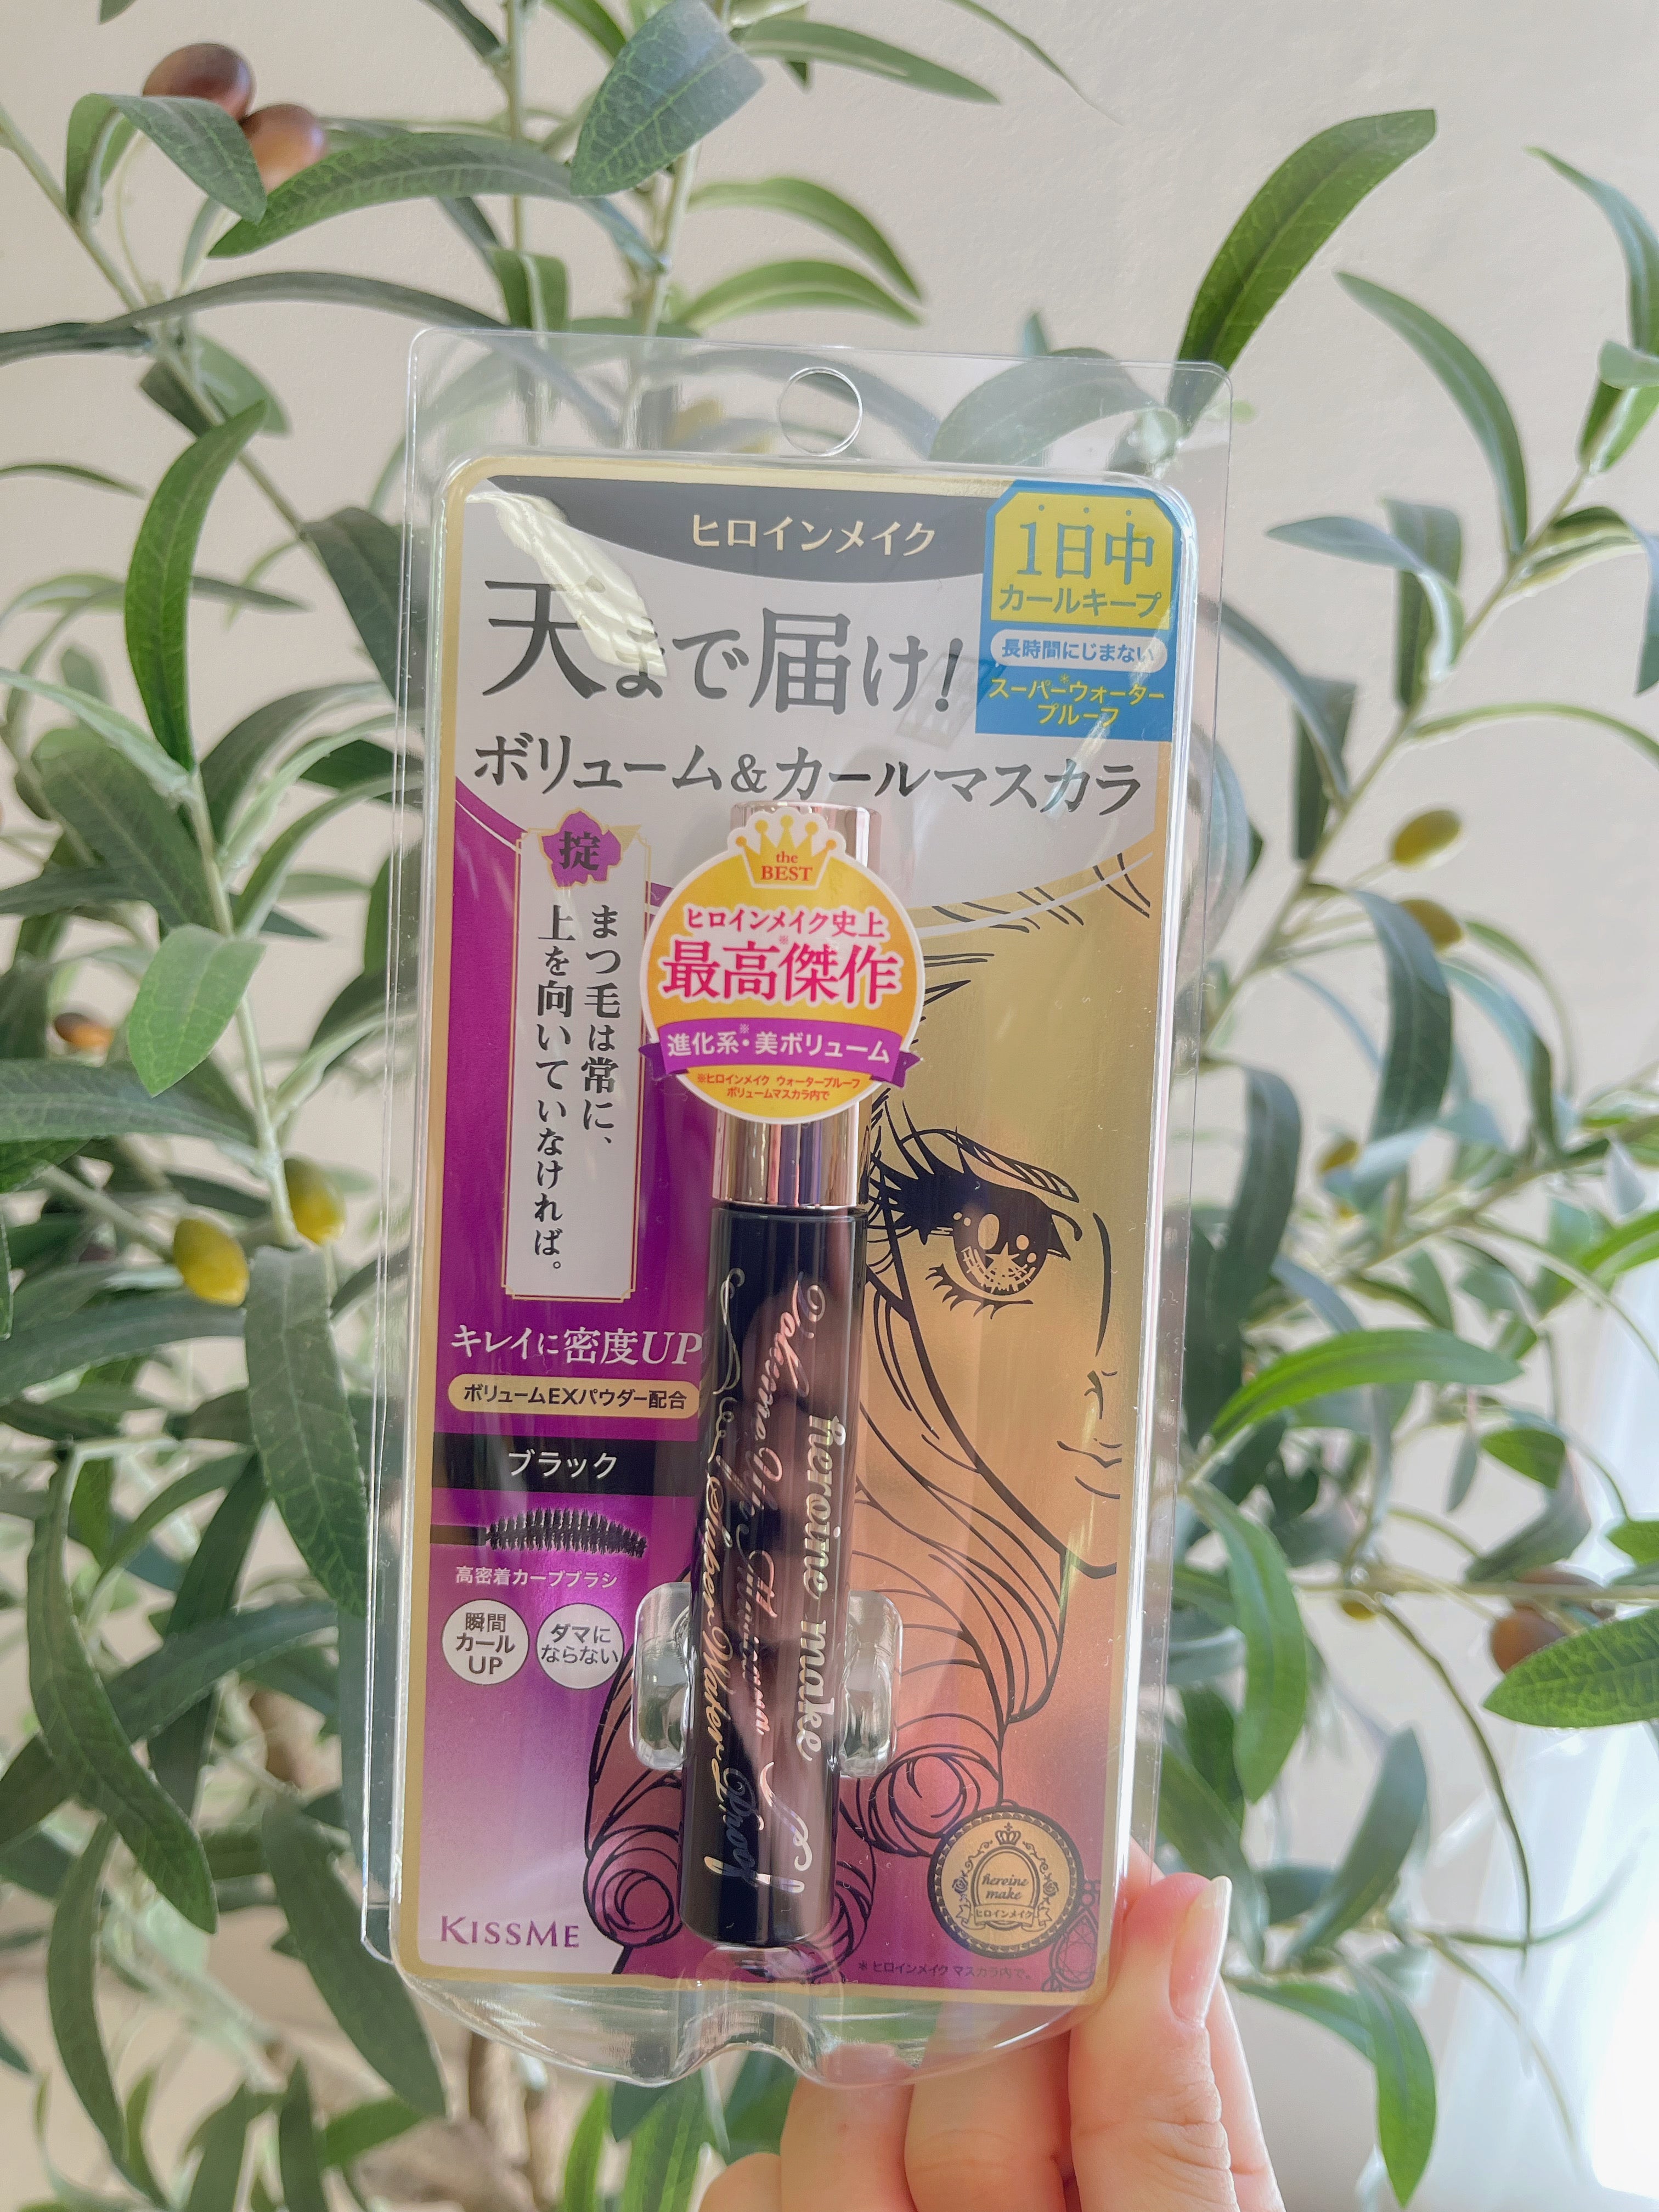 ヒロインメイク
天まで届け!
ボリューム&カールマスカラ
1日中
カールキープ
長時間にじまない
スーパー*ウォーター
プルーフ
掟
まつ毛は常に、
上を向いていなければ。
the
BEST
ヒロインメイク史上
最高傑作※
進化系※・美ボリューム
※ヒロインメイク ウォータープルーフ
ボリュームマスカラ内で
キレイに密度UP
ボリュームEXパウダー配合
ブラック
高密着カーブブラシ
瞬間
カール
UP
ダマに
ならない
heroine make
Volume Up Mascara
Super Water Proof
KISSME
heroine
make
ヒロインメイク
* ヒロインメイク マスカラ内で。